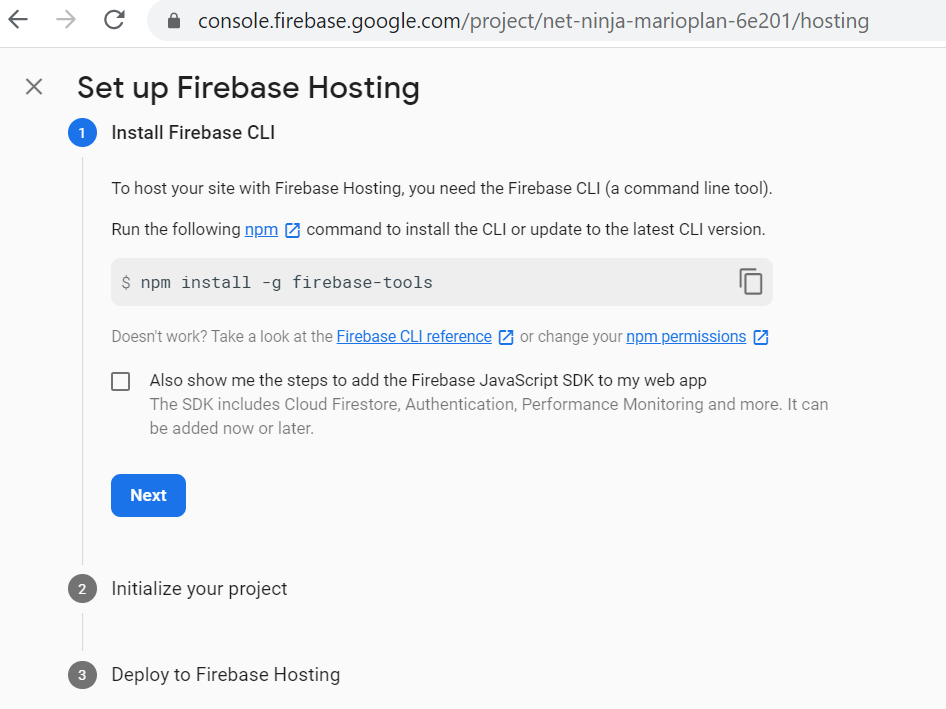 console.firebase.google.com/project/net-ninja-marioplan-6e201/hosting
Set up Firebase Hosting
1 Install Firebase CLI
To host your site with Firebase Hosting, you need the Firebase CLI (a command line tool).
Run the following npm command to install the CLI or update to the latest CLI version.
$ npm install -g firebase-tools
Doesn't work? Take a look at the Firebase CLI reference or change your npm permissions
Also show me the steps to add the Firebase JavaScript SDK to my web app
The SDK includes Cloud Firestore, Authentication, Performance Monitoring and more. It can
be added now or later.
Next
2 Initialize your project
3 Deploy to Firebase Hosting